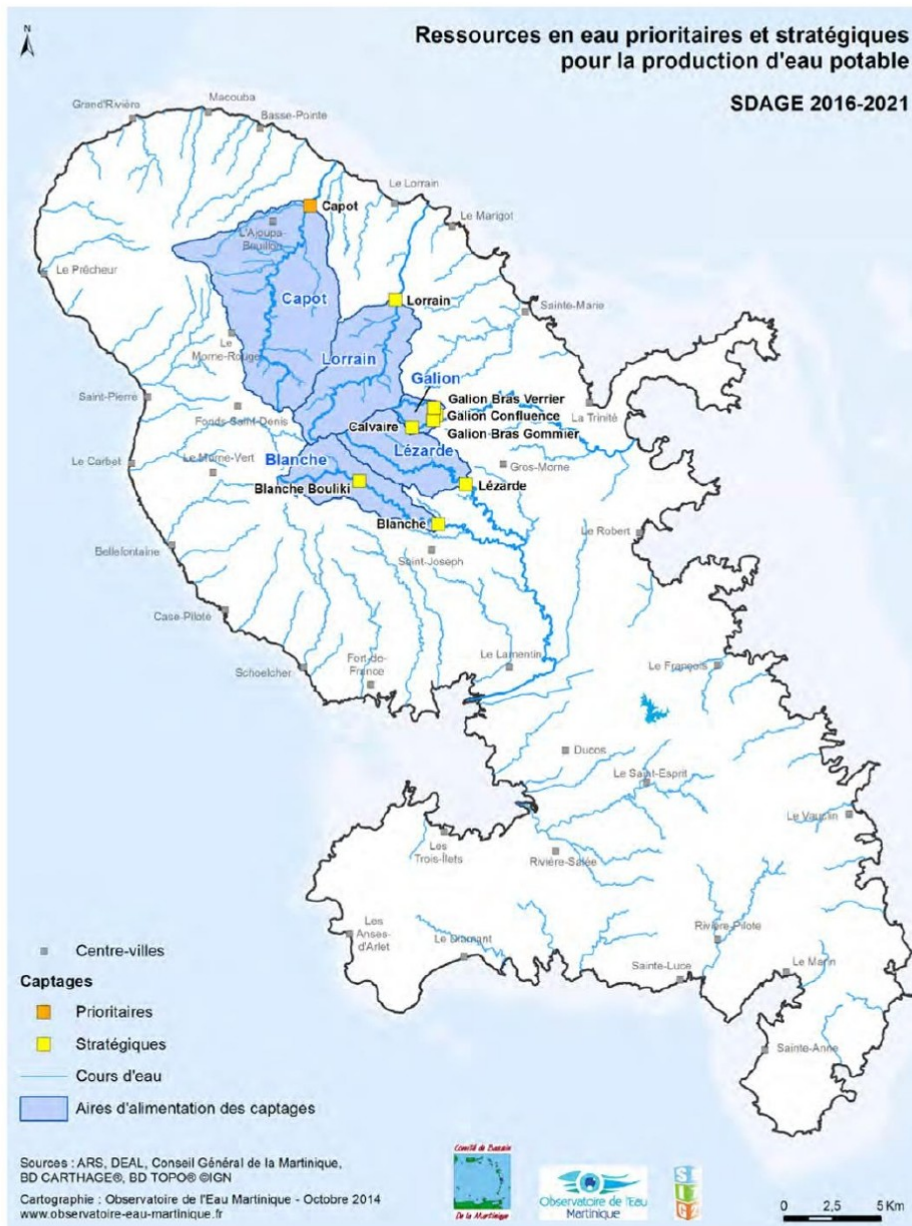 N
Ressources en eau prioritaires et stratégiques
pour la production d'eau potable
SDAGE 2016-2021
Macouba
Grand'Rivière
Basse-Pointe
Le Lorrain
Capot
Le Marigot
L'Ajoupa-
Bouillon
Le Prêcheur
Capot
Lorrain
Sainte-Marie
Le
Morne-Rouge
Lorrain
Galion
Saint-Pierre
Galion Bras Verrier
La Trinité
Fonds-Saint-Denis
Galion Confluence
Calvaire
Galion Bras Gommier
Le Carbet
Le Morne-Vert
Blanche
Lézarde
Gros-Morne
Blanche Bouliki
Lézarde
Blanche
Le Robert
Bellefontaine
Saint-Joseph
Case-Pilote
Schoelcher
Fort-de-
France
Le Lamentin
Le François
Ducos
Le Saint-Esprit
Le Vauclin
Les
Trois-Îlets
Rivière-Salée
Les
Anses-
d'Arlet
Le Diamant
Rivière-Pilote
Sainte-Luce
Le Marin
Sainte-Anne
Centre-villes
Captages
Prioritaires
Stratégiques
Cours d'eau
Aires d'alimentation des captages
Sources : ARS, DEAL, Conseil Général de la Martinique,
BD CARTHAGE®, BD TOPO® ©IGN
Cartographie : Observatoire de l'Eau Martinique - Octobre 2014
www.observatoire-eau-martinique.fr
Comité de Bassin
De la Martinique
Observatoire de l'Eau
Martinique
0 2,5 5 Km